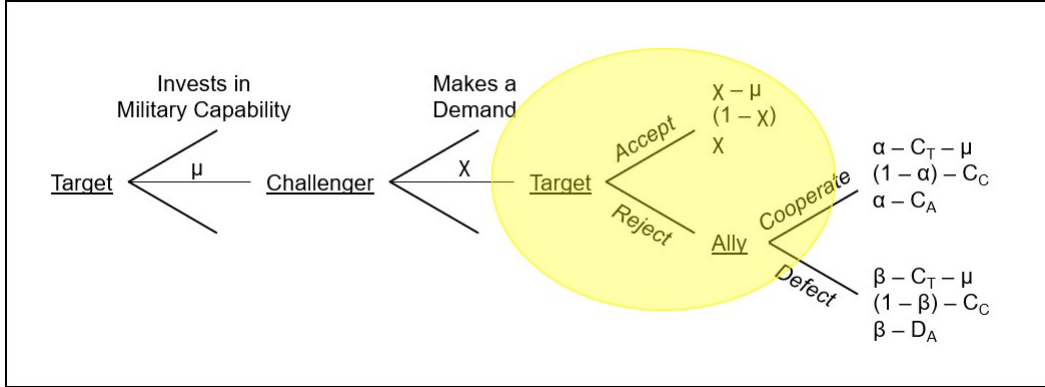 Invests in
Military Capability
Target
μ
Challenger
Makes a
Demand
χ
Target
Accept
χ – μ
(1 – χ)
χ
Reject
Ally
Cooperate
α – C_T – μ
(1 – α) – C_C
α – C_A
Defect
β – C_T – μ
(1 – β) – C_C
β – D_A